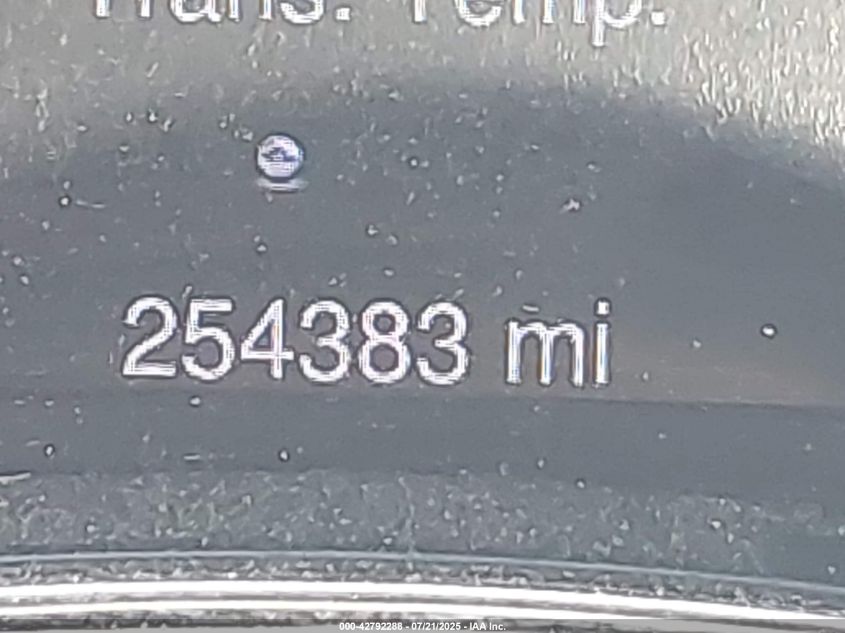 Trans. Temp.
254383 mi
000-42792288 - 07/21/2025 - IAA Inc.